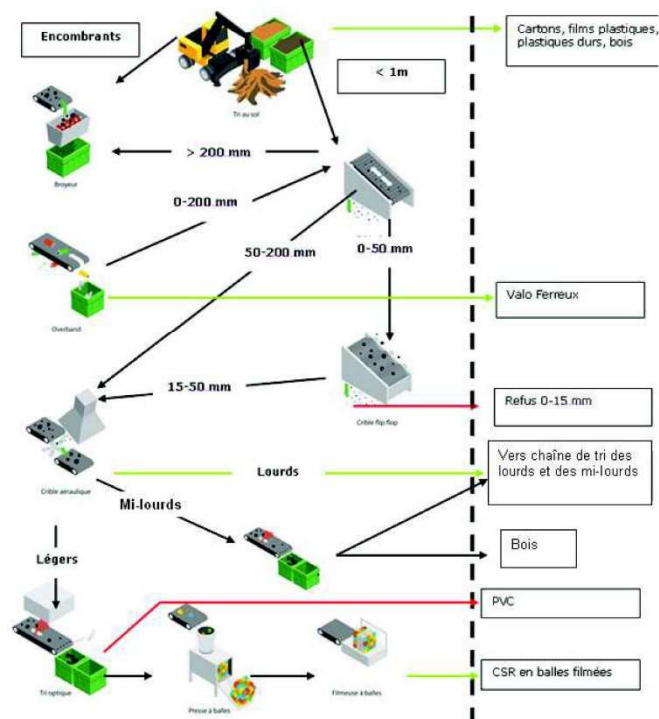 Encombrants
Cartons, films plastiques,
plastiques durs, bois
< 1m
Tri au sol
> 200 mm
Broyeur
0-200 mm
50-200 mm
0-50 mm
Overband
Valo Ferreux
15-50 mm
Crible flip flop
Refus 0-15 mm
Crible aéraulique
Lourds
Vers chaîne de tri des
lourds et des mi-lourds
Mi-lourds
Bois
Légers
PVC
Tri optique
Presse à balles
Filmeuse à balles
CSR en balles filmées